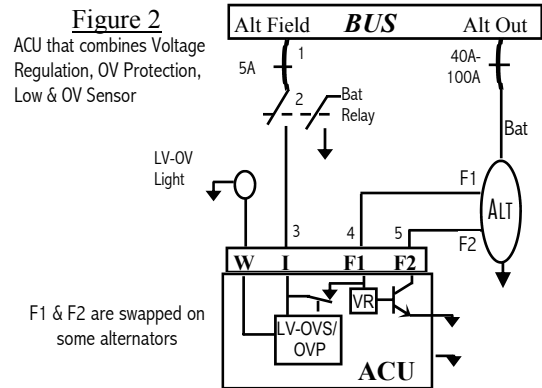 Figure 2
ACU that combines Voltage
Regulation, OV Protection,
Low & OV Sensor
Alt Field BUS Alt Out
5A
1
40A-
100A
2
Bat
Relay
Bat
LV-OV
Light
F1
ALT
3
4
5
F2
W I F1 F2
VR
LV-OVS/
OVP
ACU
F1 & F2 are swapped on
some alternators